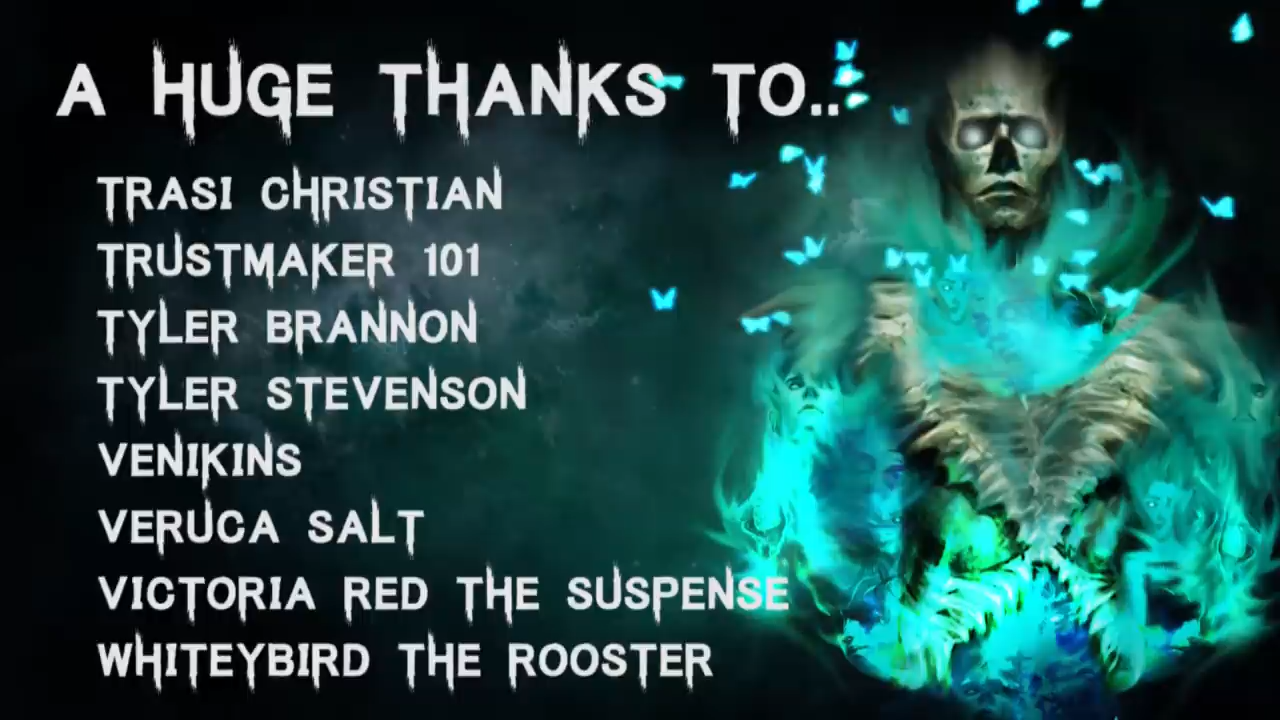 A HUGE THANKS TO..
TRASI CHRISTIAN
TRUSTMAKER 101
TYLER BRANNON
TYLER STEVENSON
VENIKINS
VERUCA SALT
VICTORIA RED THE SUSPENSE
WHITEYBIRD THE ROOSTER